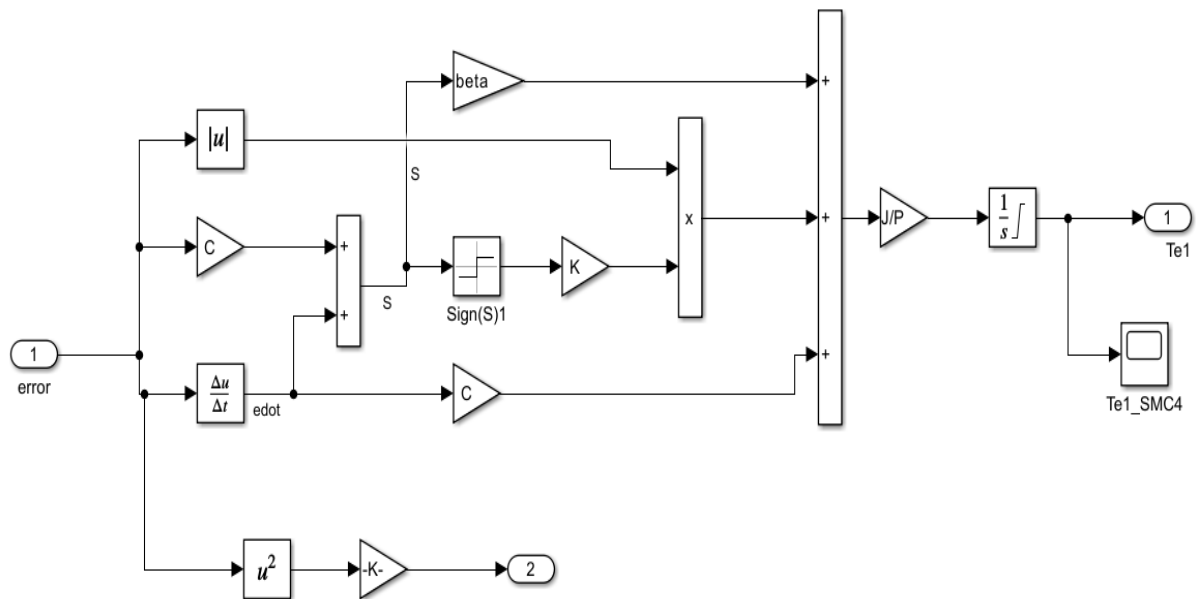 beta
+
|u|
S
x
C
+
+
J/P
1
s
1
Te1
K
S
Sign(S)1
+
1
error
+
Δu
Δt
edot
C
Te1_SMC4
u²
-K-
2